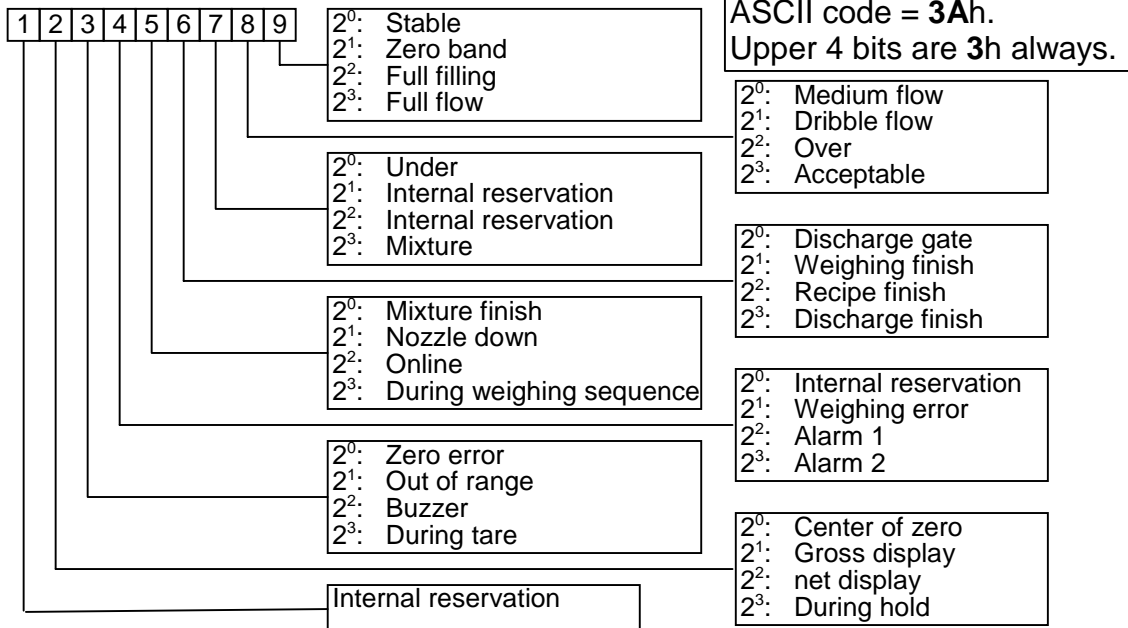 1 2 3 4 5 6 7 8 9
2⁰: Stable
2¹: Zero band
2²: Full filling
2³: Full flow
ASCII code = 3Ah.
Upper 4 bits are 3h always.
2⁰: Medium flow
2¹: Dribble flow
2²: Over
2³: Acceptable
2⁰: Under
2¹: Internal reservation
2²: Internal reservation
2³: Mixture
2⁰: Discharge gate
2¹: Weighing finish
2²: Recipe finish
2³: Discharge finish
2⁰: Mixture finish
2¹: Nozzle down
2²: Online
2³: During weighing sequence
2⁰: Internal reservation
2¹: Weighing error
2²: Alarm 1
2³: Alarm 2
2⁰: Zero error
2¹: Out of range
2²: Buzzer
2³: During tare
2⁰: Center of zero
2¹: Gross display
2²: net display
2³: During hold
Internal reservation